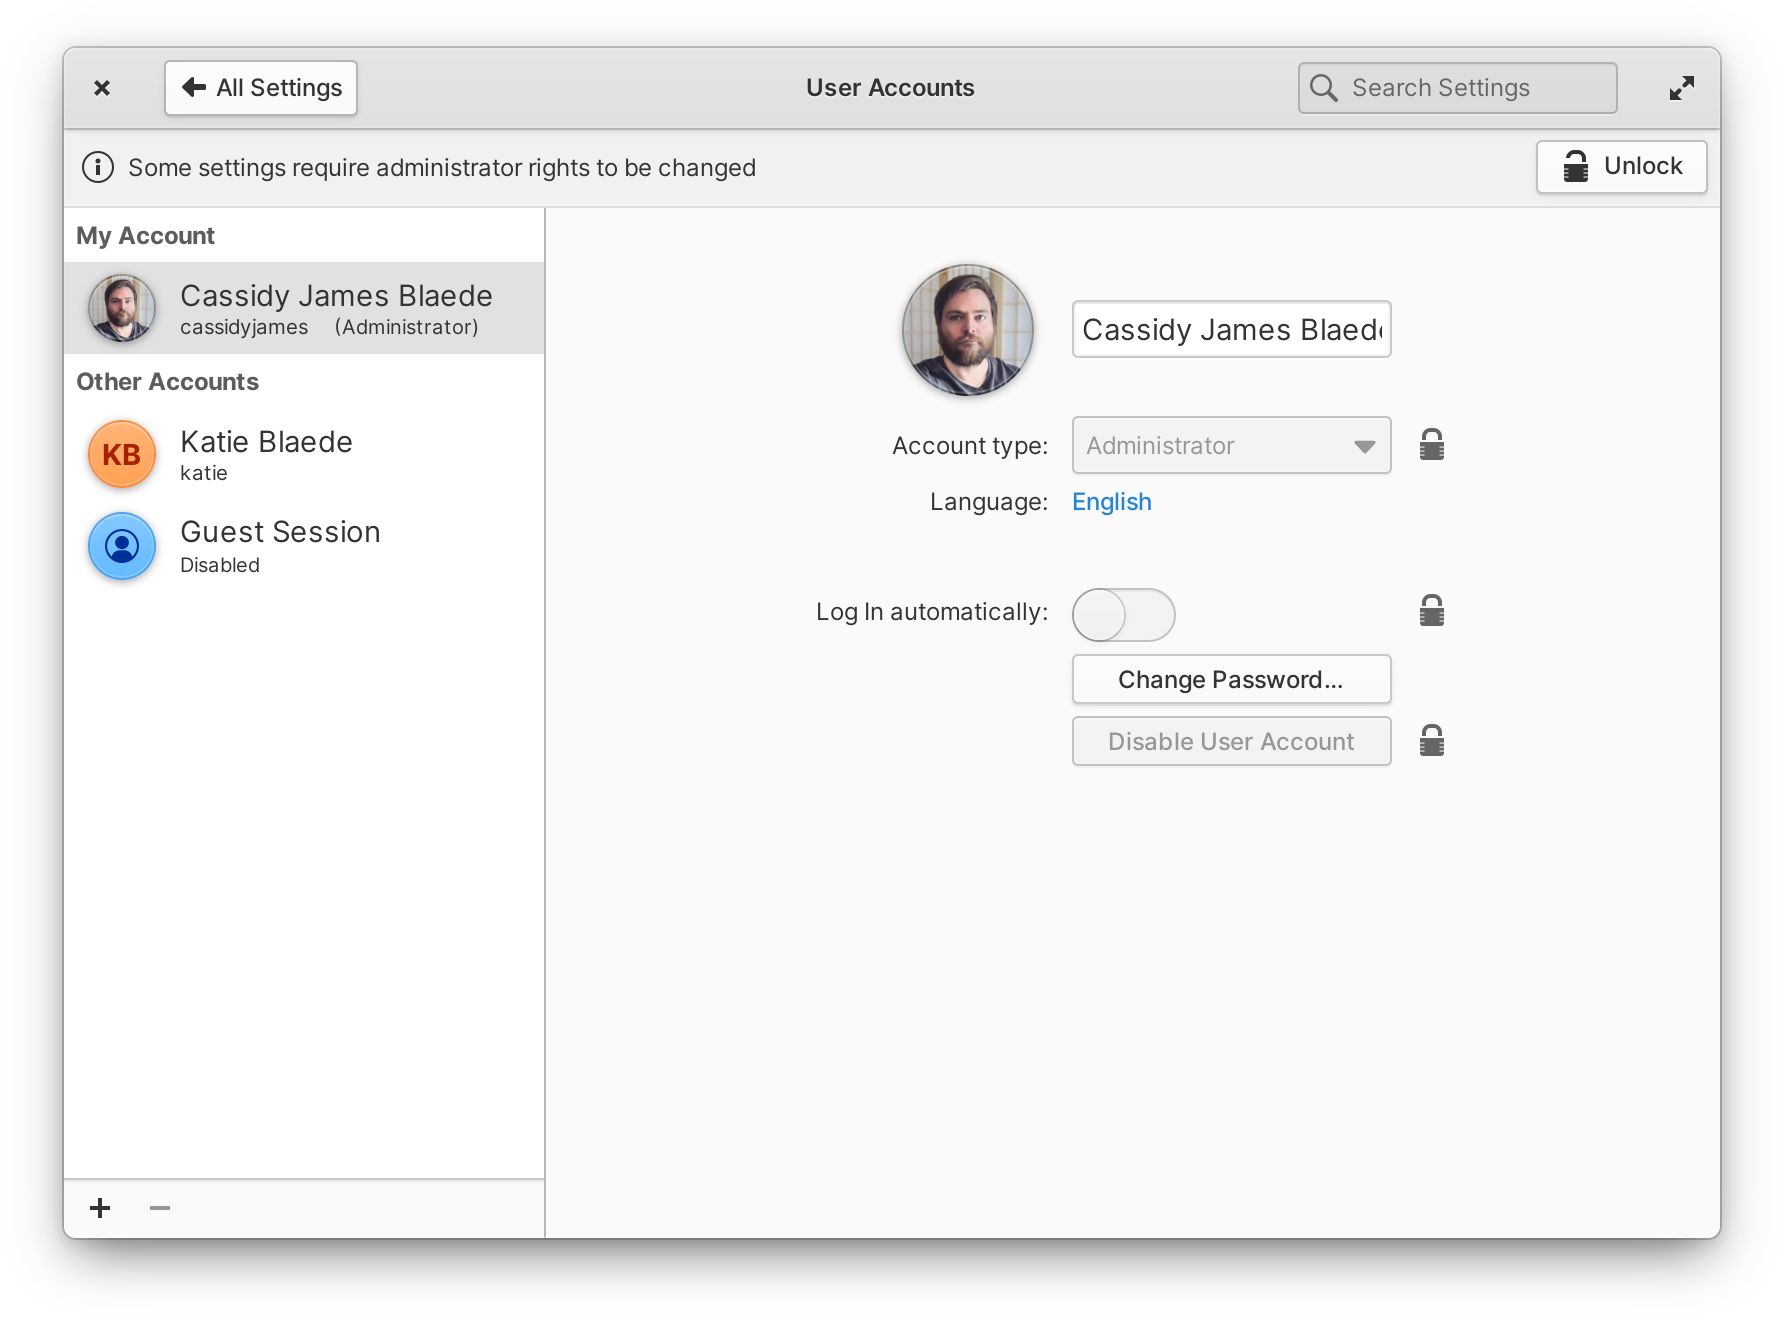 All Settings
User Accounts
Search Settings
Some settings require administrator rights to be changed
Unlock
My Account
Cassidy James Blaede
cassidyjames (Administrator)
Other Accounts
KB
Katie Blaede
katie
Guest Session
Disabled
Cassidy James Blaede
Account type:
Administrator
Language:
English
Log In automatically:
Change Password...
Disable User Account